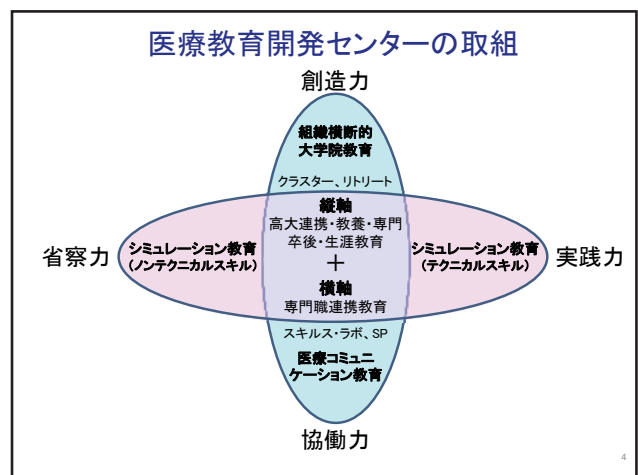 医療教育開発センターの取組
創造力
組織横断的
大学院教育
クラスター、リトリート
縦軸
高大連携・教養・専門
卒後・生涯教育
省察力
シミュレーション教育
(ノンテクニカルスキル)
＋
シミュレーション教育
(テクニカルスキル)
実践力
横軸
専門職連携教育
スキルス・ラボ、SP
医療コミュニ
ケーション教育
協働力
4